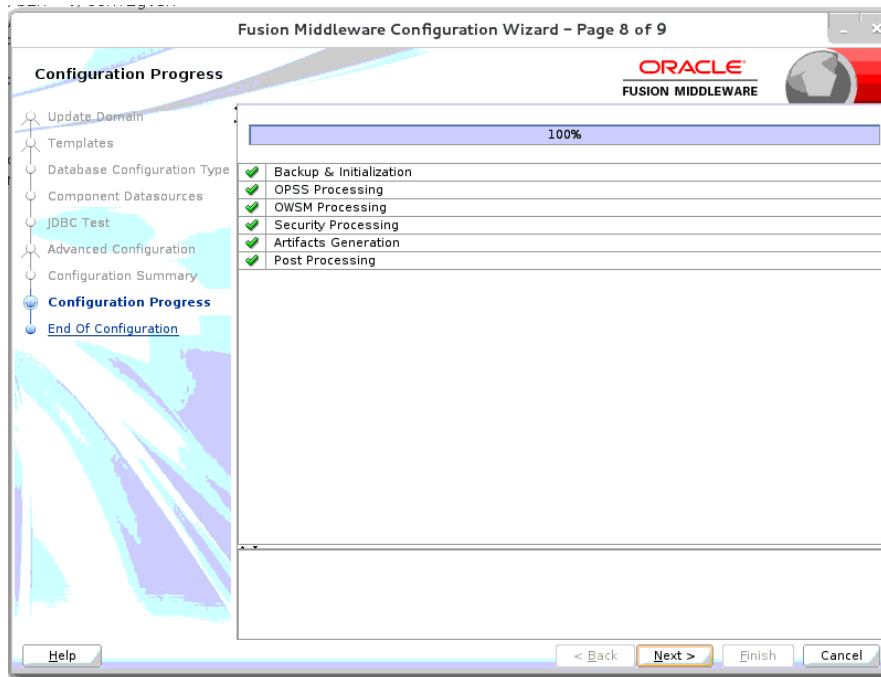 Fusion Middleware Configuration Wizard - Page 8 of 9
Configuration Progress
ORACLE
FUSION MIDDLEWARE
Update Domain
Templates
Database Configuration Type
Component Datasources
JDBC Test
Advanced Configuration
Configuration Summary
Configuration Progress
End Of Configuration
100%
Backup & Initialization
OPSS Processing
OWSM Processing
Security Processing
Artifacts Generation
Post Processing
Help
< Back
Next >
Finish
Cancel